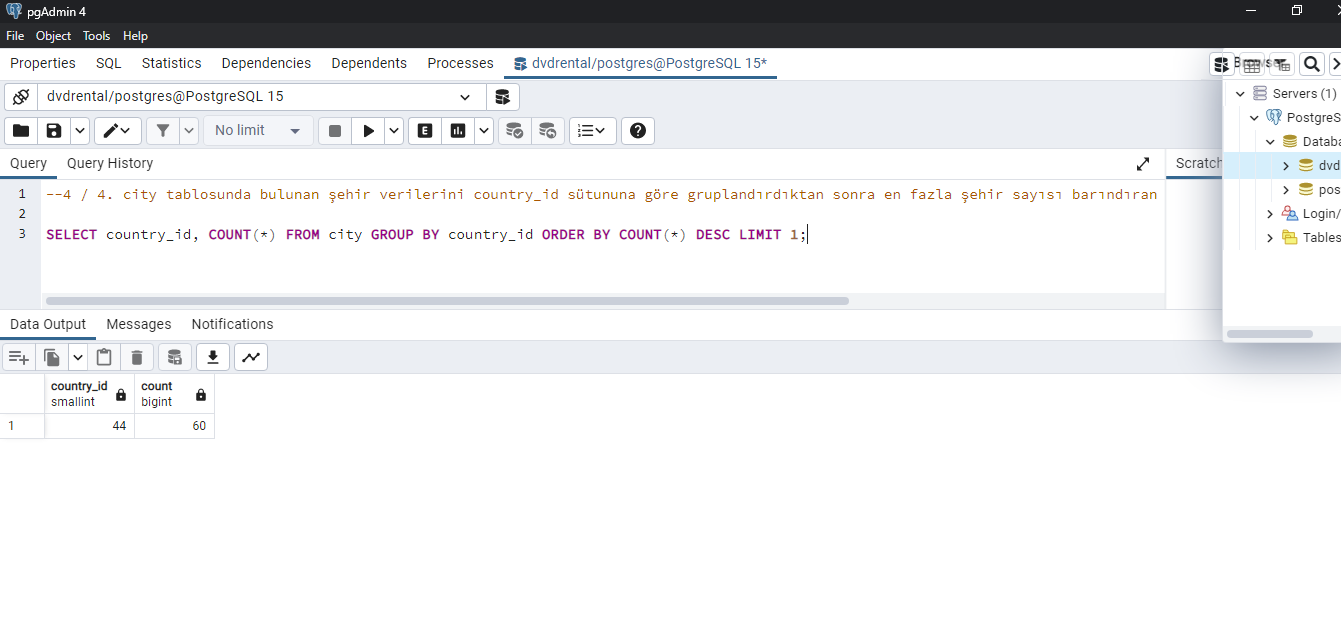 pgAdmin 4
File Object Tools Help
Properties SQL Statistics Dependencies Dependents Processes dvdrental/postgres@PostgreSQL 15*
dvdrental/postgres@PostgreSQL 15
No limit
E
Query Query History
Scratch
1 --4 / 4. city tablosunda bulunan şehir verilerini country_id sütununa göre gruplandırdıktan sonra en fazla şehir sayısı barındıran
2
3 SELECT country_id, COUNT(*) FROM city GROUP BY country_id ORDER BY COUNT(*) DESC LIMIT 1;
Servers (1)
PostgreS
Databa
dvd
pos
Login/
Tables
Data Output Messages Notifications
country_id count
smallint bigint
1 44 60